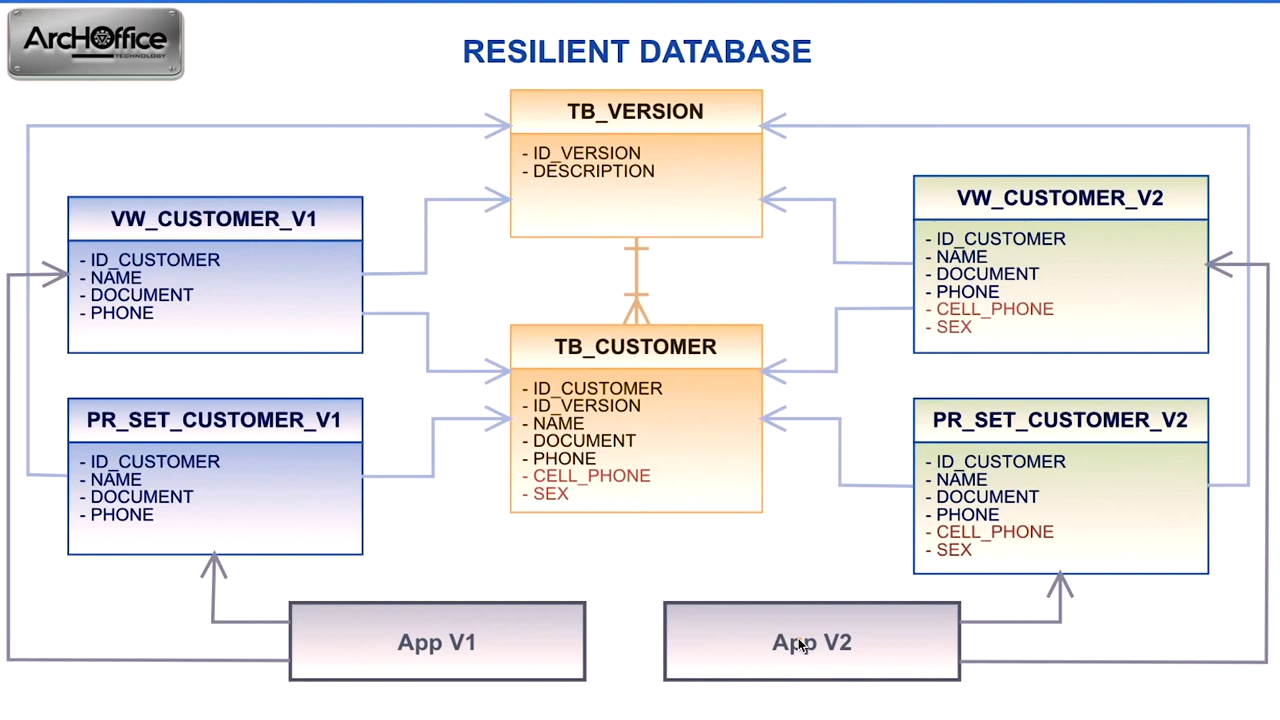 ArcHOffice
TECHNOLOGY
RESILIENT DATABASE
TB_VERSION
- ID_VERSION
- DESCRIPTION
VW_CUSTOMER_V1
- ID_CUSTOMER
- NAME
- DOCUMENT
- PHONE
VW_CUSTOMER_V2
- ID_CUSTOMER
- NAME
- DOCUMENT
- PHONE
- CELL_PHONE
- SEX
TB_CUSTOMER
- ID_CUSTOMER
- ID_VERSION
- NAME
- DOCUMENT
- PHONE
- CELL_PHONE
- SEX
PR_SET_CUSTOMER_V1
- ID_CUSTOMER
- NAME
- DOCUMENT
- PHONE
PR_SET_CUSTOMER_V2
- ID_CUSTOMER
- NAME
- DOCUMENT
- PHONE
- CELL_PHONE
- SEX
App V1
App V2